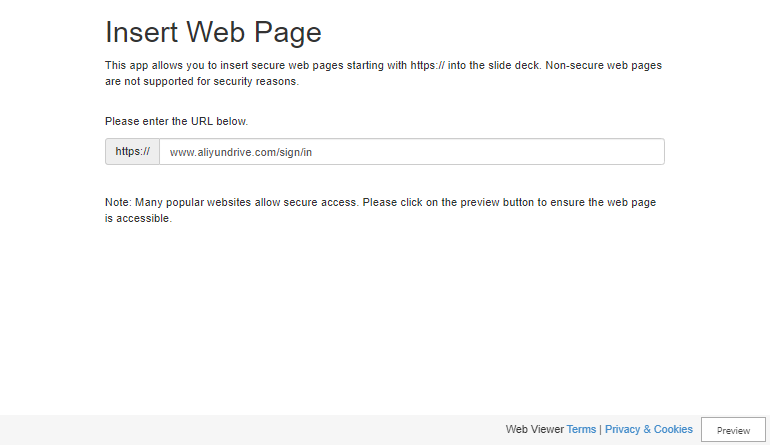 Insert Web Page
This app allows you to insert secure web pages starting with https:// into the slide deck. Non-secure web pages
are not supported for security reasons.
Please enter the URL below.
https:// www.aliyundrive.com/sign/in
Note: Many popular websites allow secure access. Please click on the preview button to ensure the web page
is accessible.
Web Viewer Terms | Privacy & Cookies Preview